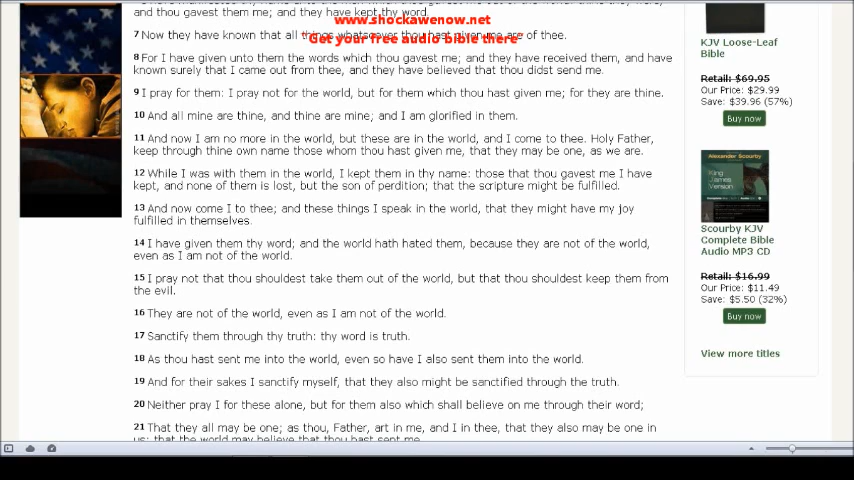 and thou gavest them me; and they have kept thy word.
www.shockawenow.net
7 Now they have known that all things whatsoever thou hast given me are of thee.
"Get your free audio bible there"
8 For I have given unto them the words which thou gavest me; and they have received them, and have
known surely that I came out from thee, and they have believed that thou didst send me.
9 I pray for them: I pray not for the world, but for them which thou hast given me; for they are thine.
10 And all mine are thine, and thine are mine; and I am glorified in them.
11 And now I am no more in the world, but these are in the world, and I come to thee. Holy Father,
keep through thine own name those whom thou hast given me, that they may be one, as we are.
12 While I was with them in the world, I kept them in thy name: those that thou gavest me I have
kept, and none of them is lost, but the son of perdition; that the scripture might be fulfilled.
13 And now come I to thee; and these things I speak in the world, that they might have my joy
fulfilled in themselves.
14 I have given them thy word; and the world hath hated them, because they are not of the world,
even as I am not of the world.
15 I pray not that thou shouldest take them out of the world, but that thou shouldest keep them from
the evil.
16 They are not of the world, even as I am not of the world.
17 Sanctify them through thy truth: thy word is truth.
18 As thou hast sent me into the world, even so have I also sent them into the world.
19 And for their sakes I sanctify myself, that they also might be sanctified through the truth.
20 Neither pray I for these alone, but for them also which shall believe on me through their word;
21 That they all may be one; as thou, Father, art in me, and I in thee, that they also may be one in
us: that the world may believe that thou hast sent me.
KJV Loose-Leaf
Bible
Retail: $69.95
Our Price: $29.99
Save: $39.96 (57%)
Buy now
Alexander Scourby
King
James
Version
Scourby KJV
Complete Bible
Audio MP3 CD
Retail: $16.99
Our Price: $11.49
Save: $5.50 (32%)
Buy now
View more titles